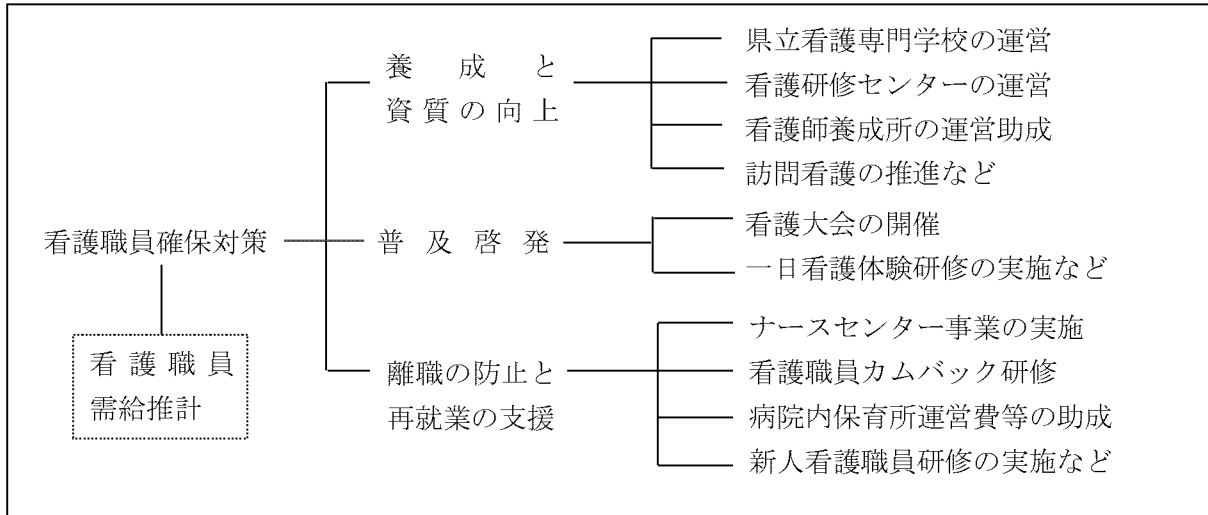 県立看護専門学校の運営
養成と
資質の向上
看護研修センターの運営
看護師養成所の運営助成
訪問看護の推進など
看護職員確保対策
普及啓発
看護大会の開催
一日看護体験研修の実施など
看護職員
需給推計
離職の防止と
再就業の支援
ナースセンター事業の実施
看護職員カムバック研修
病院内保育所運営費等の助成
新人看護職員研修の実施など